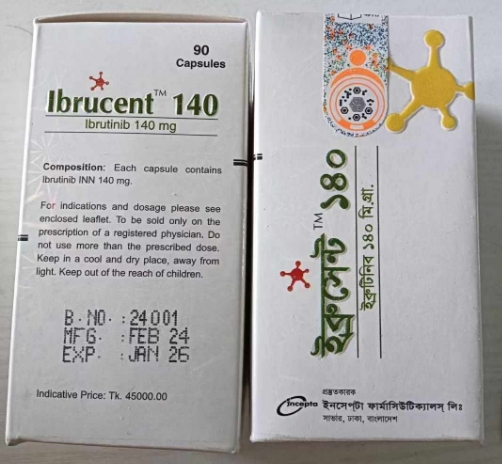 90
Capsules
Ibrucent™ 140
Ibrutinib 140 mg
Composition: Each capsule contains
Ibrutinib INN 140 mg.
For indications and dosage please see
enclosed leaflet. To be sold only on the
prescription of a registered physician. Do
not use more than the prescribed dose.
Keep in a cool and dry place, away from
light. Keep out of the reach of children.
B.NO. : 24001
MFG. : FEB 24
EXP. : JAN 26
Indicative Price: Tk. 45000.00
ইব্রুসেন্ট™ ১৪০
ইব্রুটিনিব ১৪০ মি.গ্রা.
প্রস্তুতকারক
Incepta ইনসেপ্‌টা ফার্মাসিউটিক্যালস্ লিঃ
সাভার, ঢাকা, বাংলাদেশ